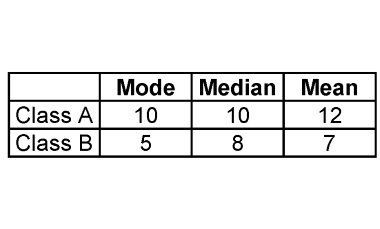 Mode Median Mean
Class A 10 10 12
Class B 5 8 7